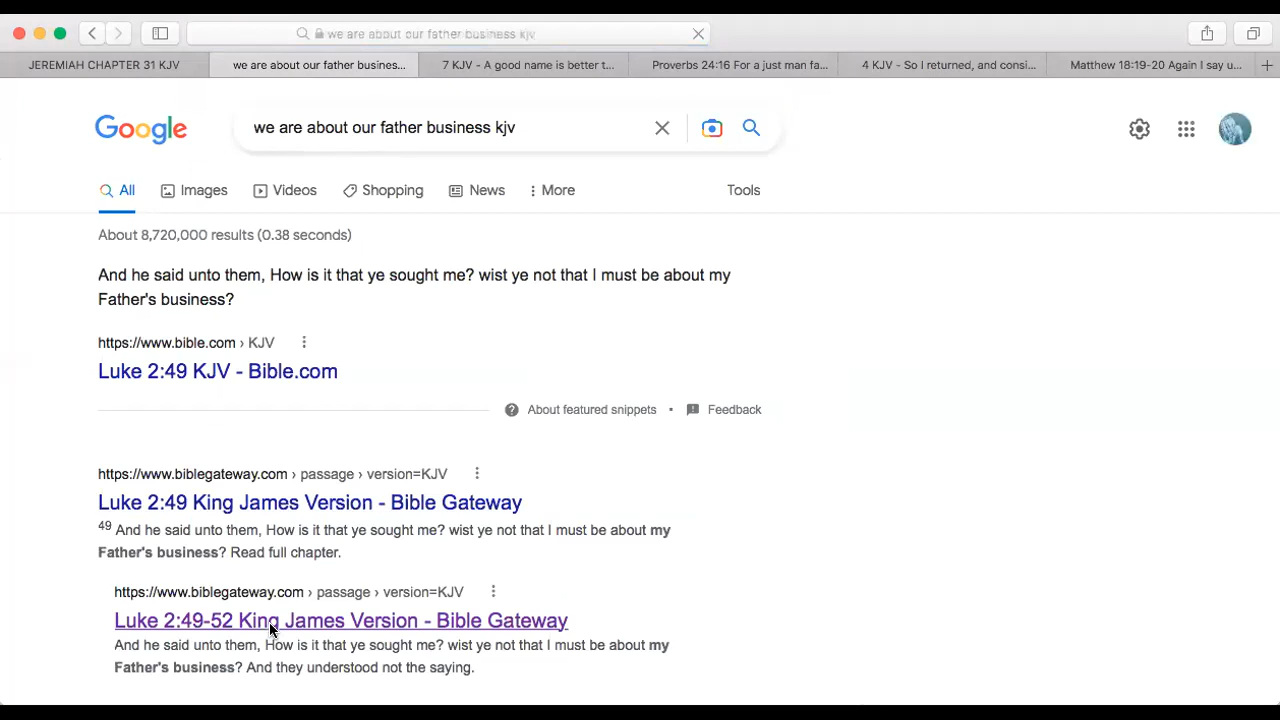 we are about our father business kjv
JEREMIAH CHAPTER 31 KJV
we are about our father busines...
7 KJV - A good name is better t...
Proverbs 24:16 For a just man fa...
4 KJV - So I returned, and consi...
Matthew 18:19-20 Again I say u...
Google
we are about our father business kjv
All
Images
Videos
Shopping
News
More
Tools
About 8,720,000 results (0.38 seconds)
And he said unto them, How is it that ye sought me? wist ye not that I must be about my
Father's business?
https://www.bible.com › KJV
Luke 2:49 KJV - Bible.com
About featured snippets • Feedback
https://www.biblegateway.com › passage › version=KJV
Luke 2:49 King James Version - Bible Gateway
49 And he said unto them, How is it that ye sought me? wist ye not that I must be about my
Father's business? Read full chapter.
https://www.biblegateway.com › passage › version=KJV
Luke 2:49-52 King James Version - Bible Gateway
And he said unto them, How is it that ye sought me? wist ye not that I must be about my
Father's business? And they understood not the saying.